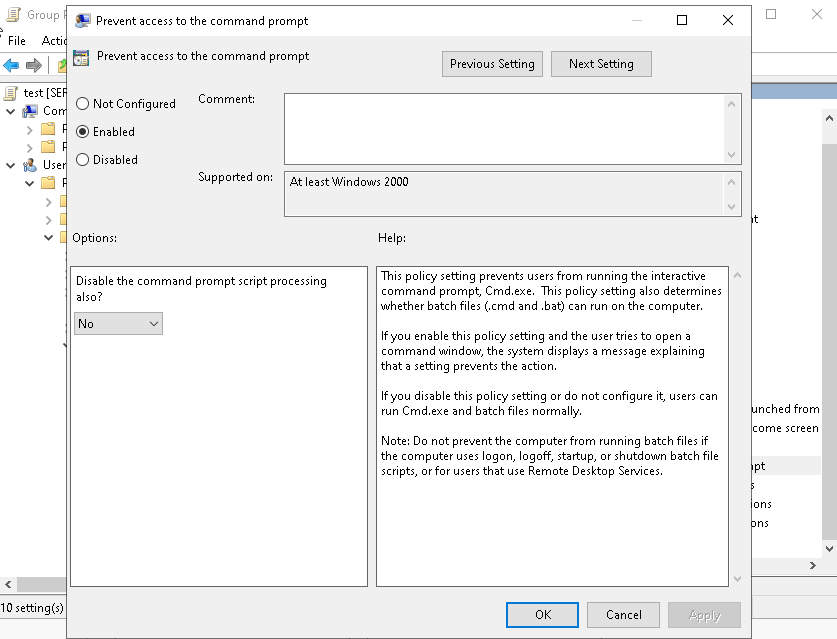 Group P
Prevent access to the command prompt
File
Actio
Prevent access to the command prompt
Previous Setting
Next Setting
test [SER
Com
P
P
User
P
Not Configured
Enabled
Disabled
Comment:
Supported on:
At least Windows 2000
Options:
Help:
Disable the command prompt script processing
also?
No
This policy setting prevents users from running the interactive
command prompt, Cmd.exe.  This policy setting also determines
whether batch files (.cmd and .bat) can run on the computer.
If you enable this policy setting and the user tries to open a
command window, the system displays a message explaining
that a setting prevents the action.
If you disable this policy setting or do not configure it, users can
run Cmd.exe and batch files normally.
Note: Do not prevent the computer from running batch files if
the computer uses logon, logoff, startup, or shutdown batch file
scripts, or for users that use Remote Desktop Services.
nt
unched from
come screen
mpt
s
ions
ons
10 setting(s)
OK
Cancel
Apply